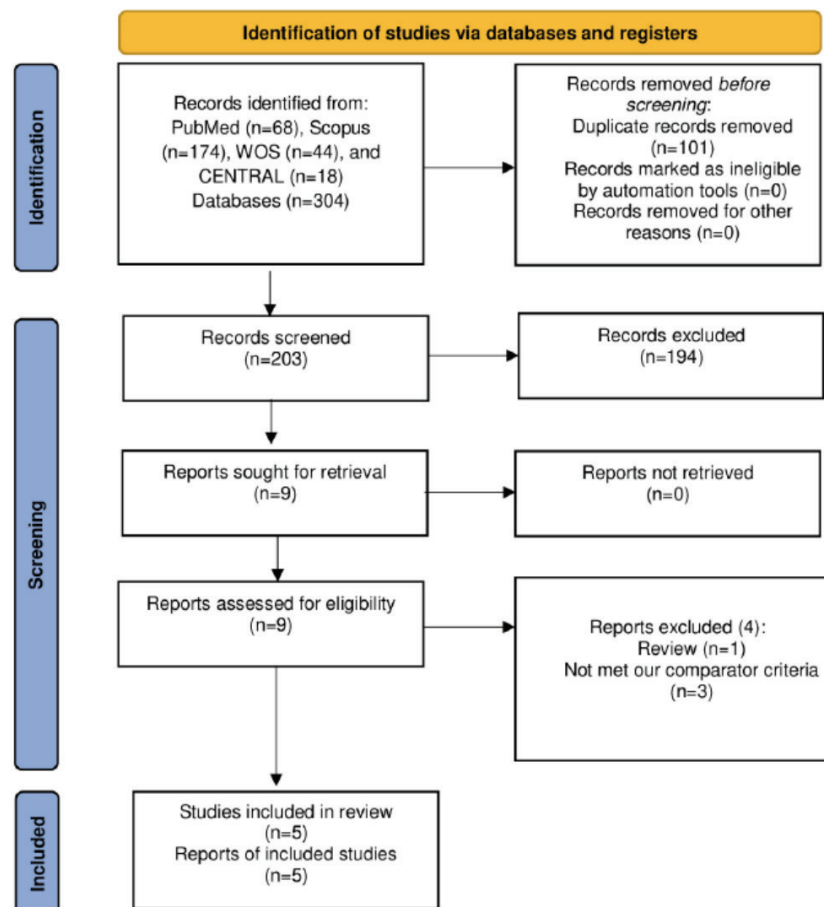 Identification of studies via databases and registers
Identification
Records identified from:
PubMed (n=68), Scopus
(n=174), WOS (n=44), and
CENTRAL (n=18)
Databases (n=304)
Records removed before
screening:
Duplicate records removed
(n=101)
Records marked as ineligible
by automation tools (n=0)
Records removed for other
reasons (n=0)
Screening
Records screened
(n=203)
Records excluded
(n=194)
Reports sought for retrieval
(n=9)
Reports not retrieved
(n=0)
Reports assessed for eligibility
(n=9)
Reports excluded (4):
Review (n=1)
Not met our comparator criteria
(n=3)
Included
Studies included in review
(n=5)
Reports of included studies
(n=5)